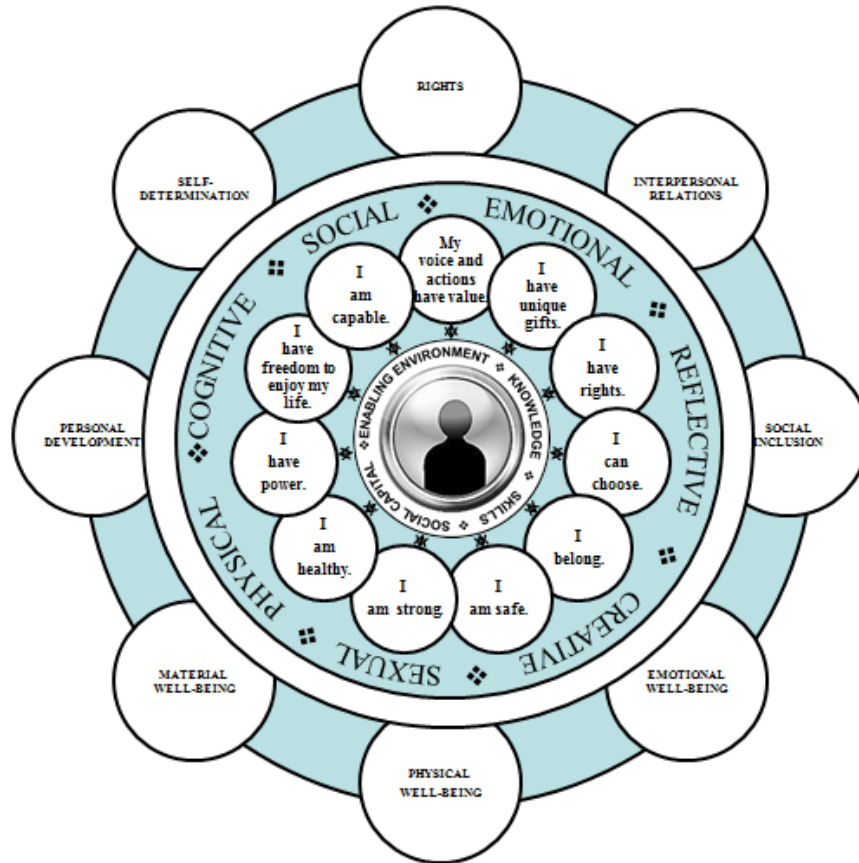 RIGHTS
INTERPERSONAL
RELATIONS
SOCIAL
INCLUSION
EMOTIONAL
WELL-BEING
PHYSICAL
WELL-BEING
MATERIAL
WELL-BEING
PERSONAL
DEVELOPMENT
SELF-
DETERMINATION
SOCIAL
EMOTIONAL
REFLECTIVE
CREATIVE
SEXUAL
PHYSICAL
COGNITIVE
My
voice and
actions
have value.
I
have
unique
gifts.
I
have
rights.
I
can
choose.
I
belong.
I
am safe.
I
am strong.
I
am
healthy.
I
have
power.
I
have
freedom to
enjoy my
life.
I
am
capable.
ENABLING ENVIRONMENT
KNOWLEDGE
SKILLS
SOCIAL CAPITAL